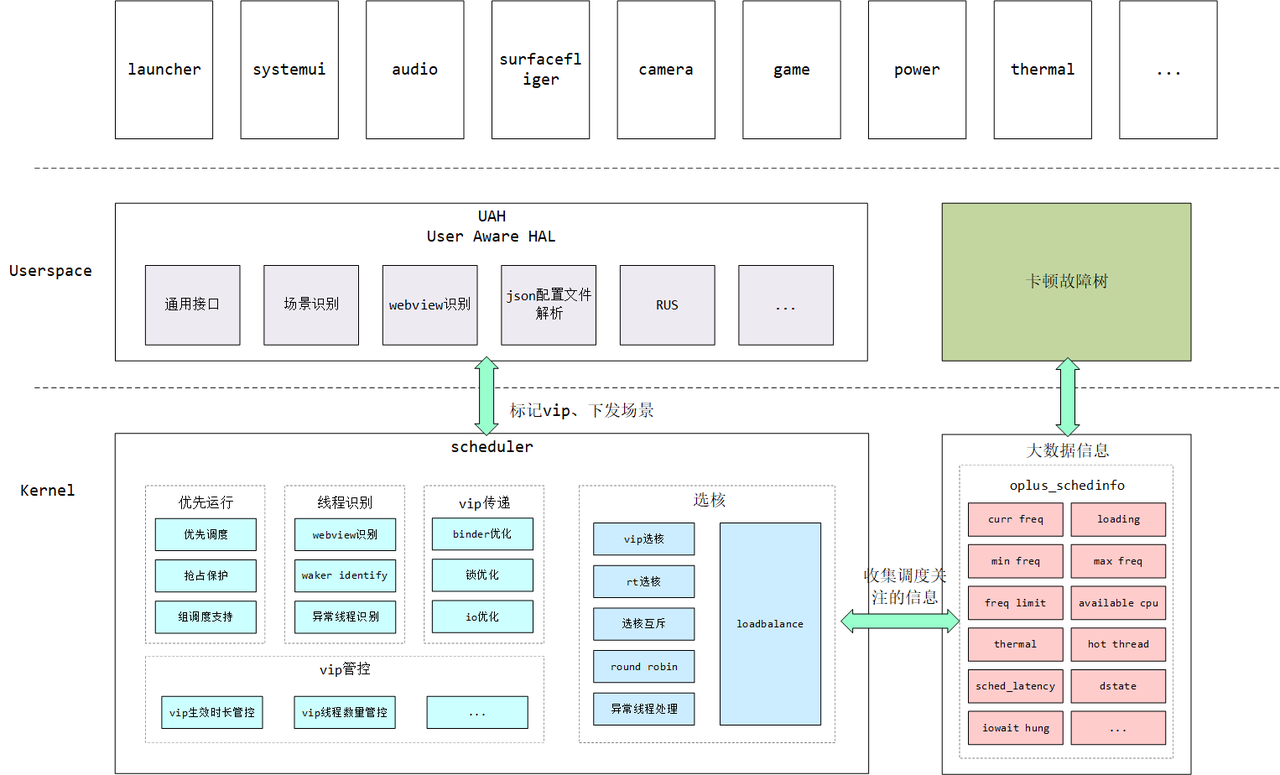 launcher
systemui
audio
surfacefl
iger
camera
game
power
thermal
...
Userspace
UAH
User Aware HAL
通用接口
场景识别
webview识别
json配置文件
解析
RUS
...
卡顿故障树
标记vip、下发场景
Kernel
scheduler
优先运行
优先调度
抢占保护
组调度支持
线程识别
webview识别
waker identify
异常线程识别
vip传递
binder优化
锁优化
io优化
vip管控
vip生效时长管控
vip线程数量管控
...
选核
vip选核
rt选核
选核互斥
round robin
异常线程处理
loadbalance
收集调度关
注的信息
大数据信息
oplus_schedinfo
curr freq
loading
min freq
max freq
freq limit
available cpu
thermal
hot thread
sched_latency
dstate
iowait hung
...